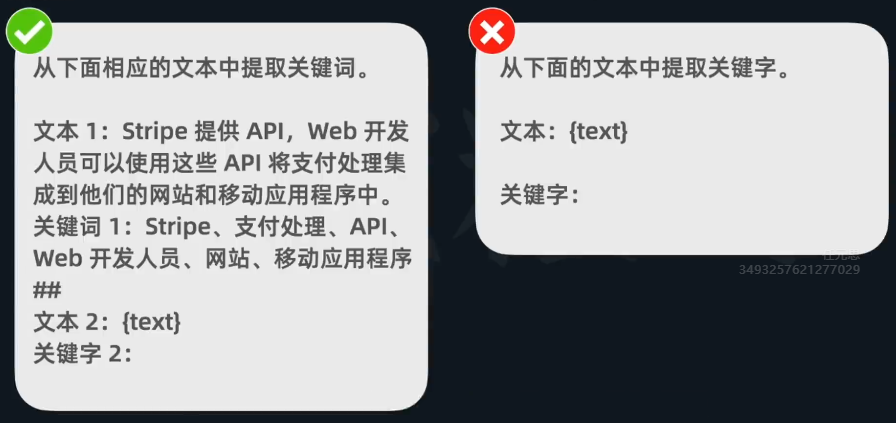 从下面相应的文本中提取关键词。
文本 1：Stripe 提供 API，Web 开发
人员可以使用这些 API 将支付处理集
成到他们的网站和移动应用程序中。
关键词 1：Stripe、支付处理、API、
Web 开发人员、网站、移动应用程序
##
文本 2：{text}
关键字 2：
从下面的文本中提取关键字。
文本：{text}
关键字：
3493257621277029